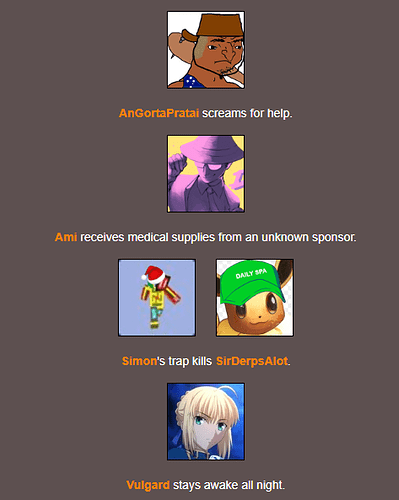 AnGortaPratai screams for help.
Ami receives medical supplies from an unknown sponsor.
DAILY SPA
Simon's trap kills SirDerpsAlot.
Vulgard stays awake all night.